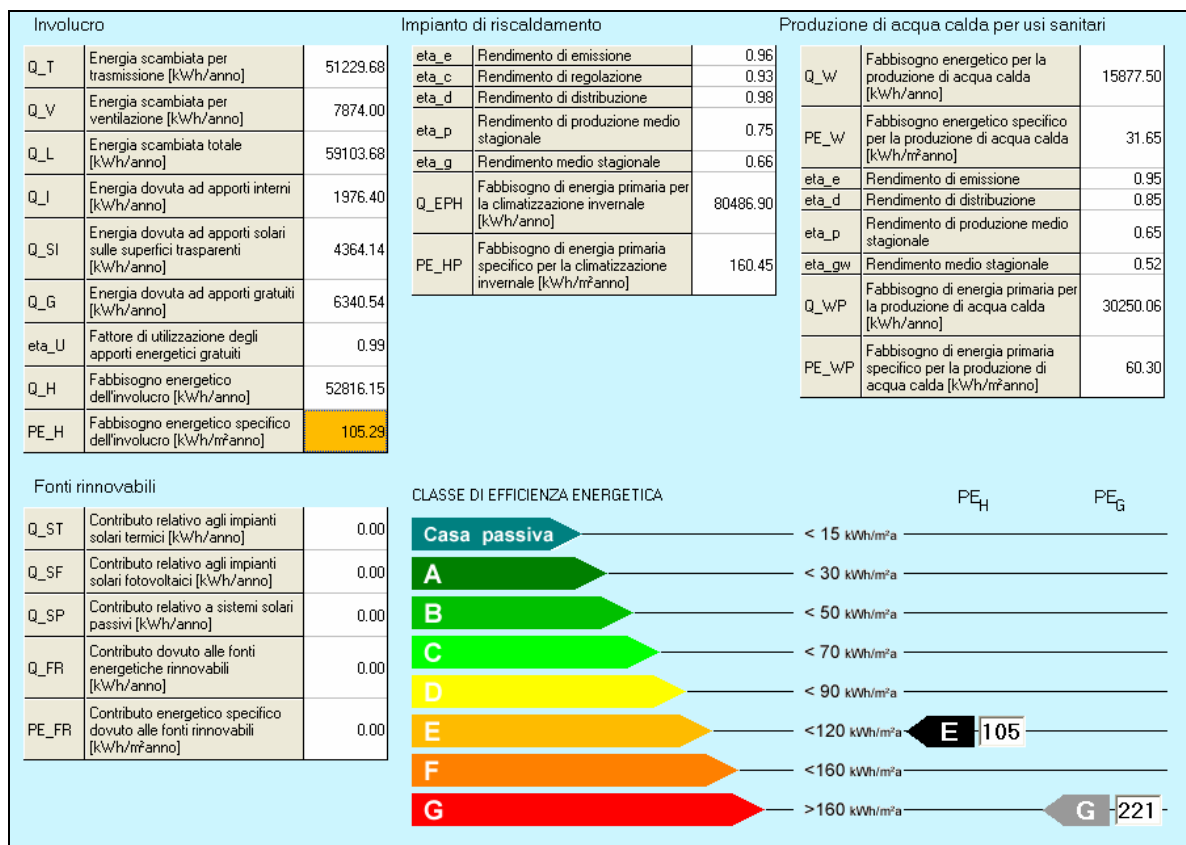 Involucro
Q_T Energia scambiata per
trasmissione [kWh/anno] 51229.68
Q_V Energia scambiata per
ventilazione [kWh/anno] 7874.00
Q_L Energia scambiata totale
[kWh/anno] 59103.68
Q_I Energia dovuta ad apporti interni
[kWh/anno] 1976.40
Q_SI Energia dovuta ad apporti solari
sulle superfici trasparenti
[kWh/anno] 4364.14
Q_G Energia dovuta ad apporti gratuiti
[kWh/anno] 6340.54
eta_U Fattore di utilizzazione degli
apporti energetici gratuiti 0.99
Q_H Fabbisogno energetico
dell'involucro [kWh/anno] 52816.15
PE_H Fabbisogno energetico specifico
dell'involucro [kWh/m²anno] 105.29
Impianto di riscaldamento
eta_e Rendimento di emissione 0.96
eta_c Rendimento di regolazione 0.93
eta_d Rendimento di distribuzione 0.98
eta_p Rendimento di produzione medio
stagionale 0.75
eta_g Rendimento medio stagionale 0.66
Q_EPH Fabbisogno di energia primaria per
la climatizzazione invernale
[kWh/anno] 80486.90
PE_HP Fabbisogno di energia primaria
specifico per la climatizzazione
invernale [kWh/m²anno] 160.45
Produzione di acqua calda per usi sanitari
Q_W Fabbisogno energetico per la
produzione di acqua calda
[kWh/anno] 15877.50
PE_W Fabbisogno energetico specifico
per la produzione di acqua calda
[kWh/m²anno] 31.65
eta_e Rendimento di emissione 0.95
eta_d Rendimento di distribuzione 0.85
eta_p Rendimento di produzione medio
stagionale 0.65
eta_gw Rendimento medio stagionale 0.52
Q_WP Fabbisogno di energia primaria per
la produzione di acqua calda
[kWh/anno] 30250.06
PE_WP Fabbisogno di energia primaria
specifico per la produzione di
acqua calda [kWh/m²anno] 60.30
Fonti rinnovabili
Q_ST Contributo relativo agli impianti
solari termici [kWh/anno] 0.00
Q_SF Contributo relativo agli impianti
solari fotovoltaici [kWh/anno] 0.00
Q_SP Contributo relativo a sistemi solari
passivi [kWh/anno] 0.00
Q_FR Contributo dovuto alle fonti
energetiche rinnovabili
[kWh/anno] 0.00
PE_FR Contributo energetico specifico
dovuto alle fonti rinnovabili
[kWh/m²anno] 0.00
CLASSE DI EFFICIENZA ENERGETICA PE_H PE_G
Casa passiva < 15 kWh/m²a
A < 30 kWh/m²a
B < 50 kWh/m²a
C < 70 kWh/m²a
D < 90 kWh/m²a
E <120 kWh/m²a E 105
F <160 kWh/m²a
G >160 kWh/m²a G 221